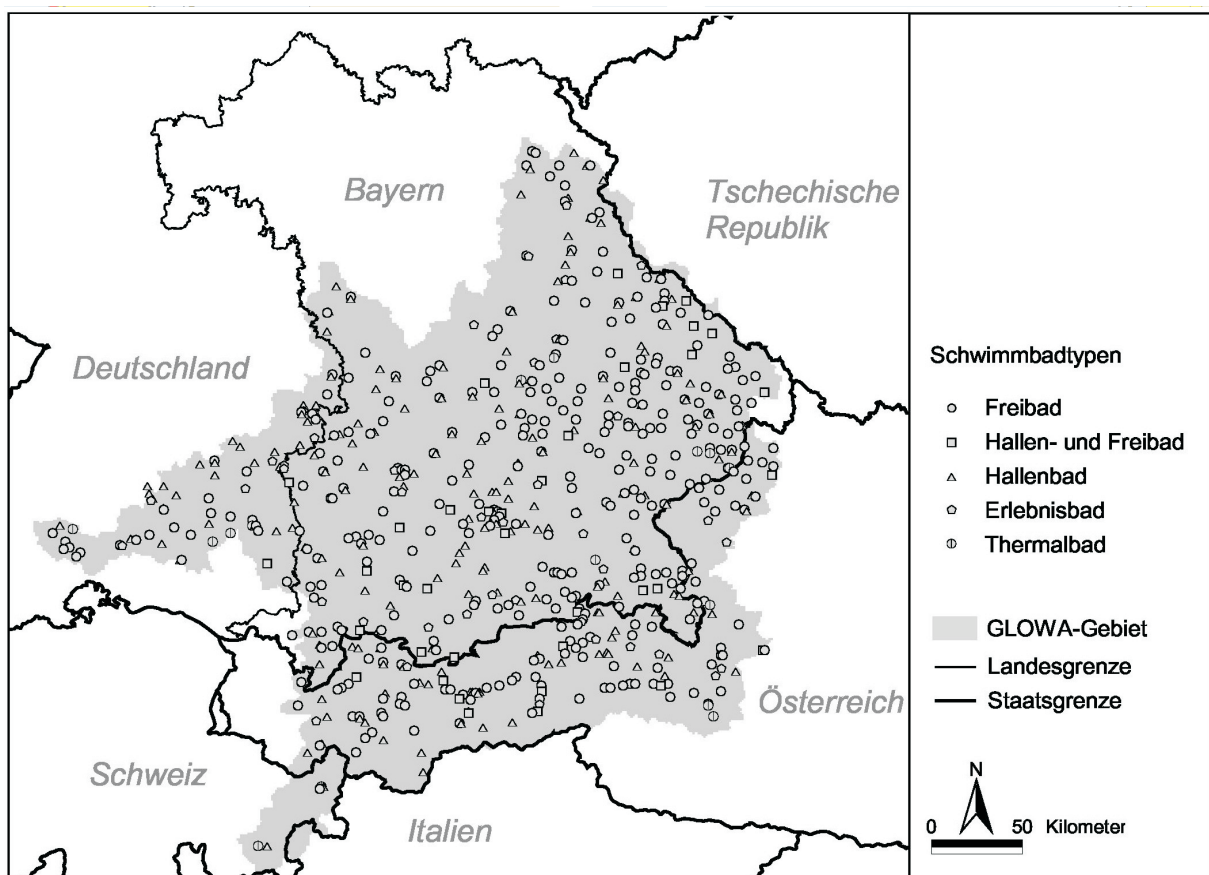 Bayern
Tschechische
Republik
Deutschland
Österreich
Schweiz
Italien
Schwimmbadtypen
Freibad
Hallen- und Freibad
Hallenbad
Erlebnisbad
Thermalbad
GLOWA-Gebiet
Landesgrenze
Staatsgrenze
N
0 50 Kilometer